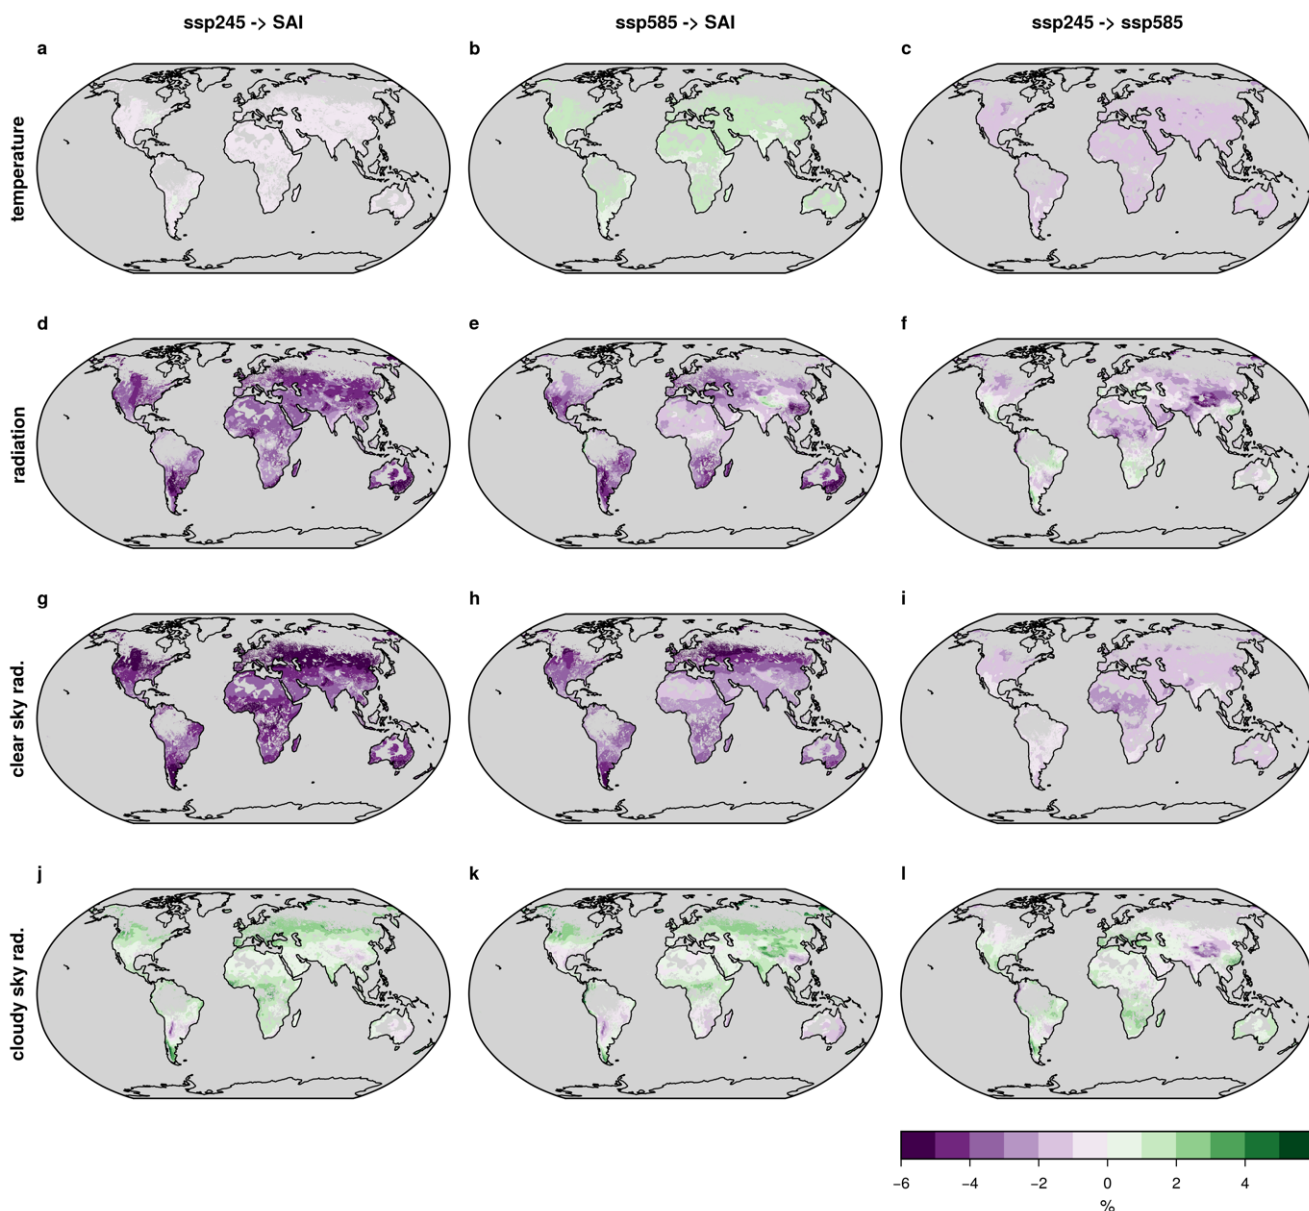 ssp245 -> SAI ssp585 -> SAI ssp245 -> ssp585
a b c
temperature
d e f
radiation
g h i
clear sky rad.
j k l
cloudy sky rad.
−6 −4 −2 0 2 4
%